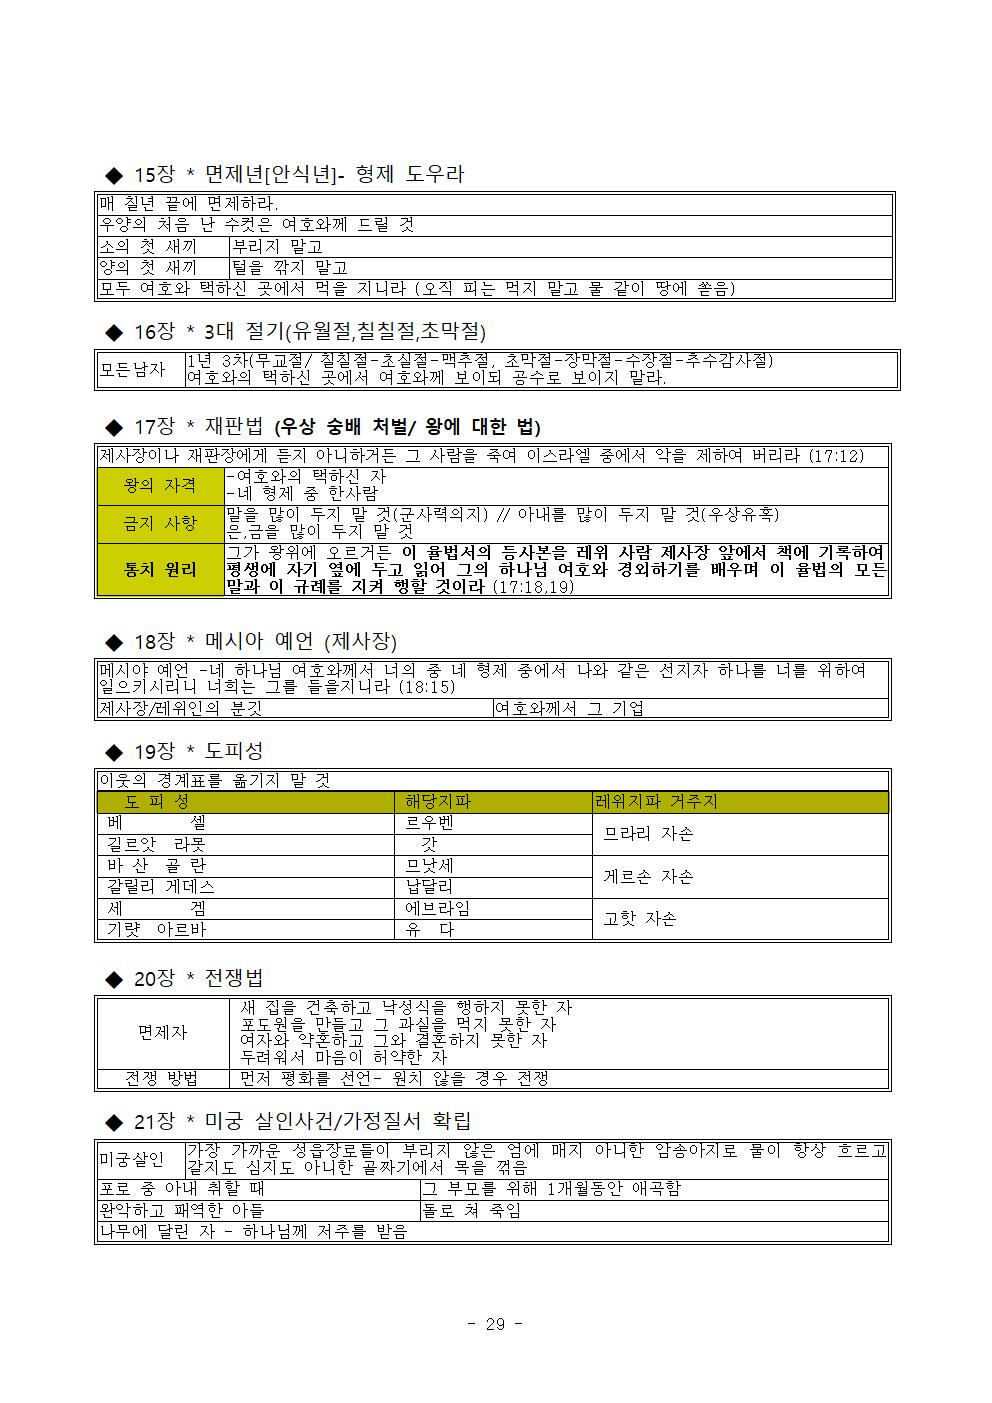 ◆ 15장 * 면제년[안식년]- 형제 도우라
매 칠년 끝에 면제하라.
우양의 처음 난 수컷은 여호와께 드릴 것
소의 첫 새끼 부리지 말고
양의 첫 새끼 털을 깎지 말고
모두 여호와 택하신 곳에서 먹을 지니라 (오직 피는 먹지 말고 물 같이 땅에 쏟음)
◆ 16장 * 3대 절기(유월절,칠칠절,초막절)
모든남자 1년 3차(무교절/ 칠칠절-초실절-맥추절, 초막절-장막절-수장절-추수감사절)
여호와의 택하신 곳에서 여호와께 보이되 공수로 보이지 말라.
◆ 17장 * 재판법 (우상 숭배 처벌/ 왕에 대한 법)
제사장이나 재판장에게 듣지 아니하거든 그 사람을 죽여 이스라엘 중에서 악을 제하여 버리라 (17:12)
왕의 자격 -여호와의 택하신 자
-네 형제 중 한사람
금지 사항 말을 많이 두지 말 것(군사력의지) // 아내를 많이 두지 말 것(우상유혹)
은,금을 많이 두지 말 것
통치 원리 그가 왕위에 오르거든 이 율법서의 등사본을 레위 사람 제사장 앞에서 책에 기록하여
평생에 자기 옆에 두고 읽어 그의 하나님 여호와 경외하기를 배우며 이 율법의 모든
말과 이 규례를 지켜 행할 것이라 (17:18,19)
◆ 18장 * 메시아 예언 (제사장)
메시야 예언 -네 하나님 여호와께서 너의 중 네 형제 중에서 나와 같은 선지자 하나를 너를 위하여
일으키시리니 너희는 그를 들을지니라 (18:15)
제사장/레위인의 분깃 여호와께서 그 기업
◆ 19장 * 도피성
이웃의 경계표를 옮기지 말 것
도 피 성 해당지파 레위지파 거주지
베 셀 르우벤 므라리 자손
길르앗 라못 갓
바 산 골 란 므낫세 게르손 자손
갈릴리 게데스 납달리
세 겜 에브라임 고핫 자손
기럇 아르바 유 다
◆ 20장 * 전쟁법
면제자 새 집을 건축하고 낙성식을 행하지 못한 자
포도원을 만들고 그 과실을 먹지 못한 자
여자와 약혼하고 그와 결혼하지 못한 자
두려워서 마음이 허약한 자
전쟁 방법 먼저 평화를 선언- 원치 않을 경우 전쟁
◆ 21장 * 미궁 살인사건/가정질서 확립
미궁살인 가장 가까운 성읍장로들이 부리지 않은 멍에 매지 아니한 암송아지로 물이 항상 흐르고
갈지도 심지도 아니한 골짜기에서 목을 꺾음
포로 중 아내 취할 때 그 부모를 위해 1개월동안 애곡함
완악하고 패역한 아들 돌로 쳐 죽임
나무에 달린 자 - 하나님께 저주를 받음
- 29 -